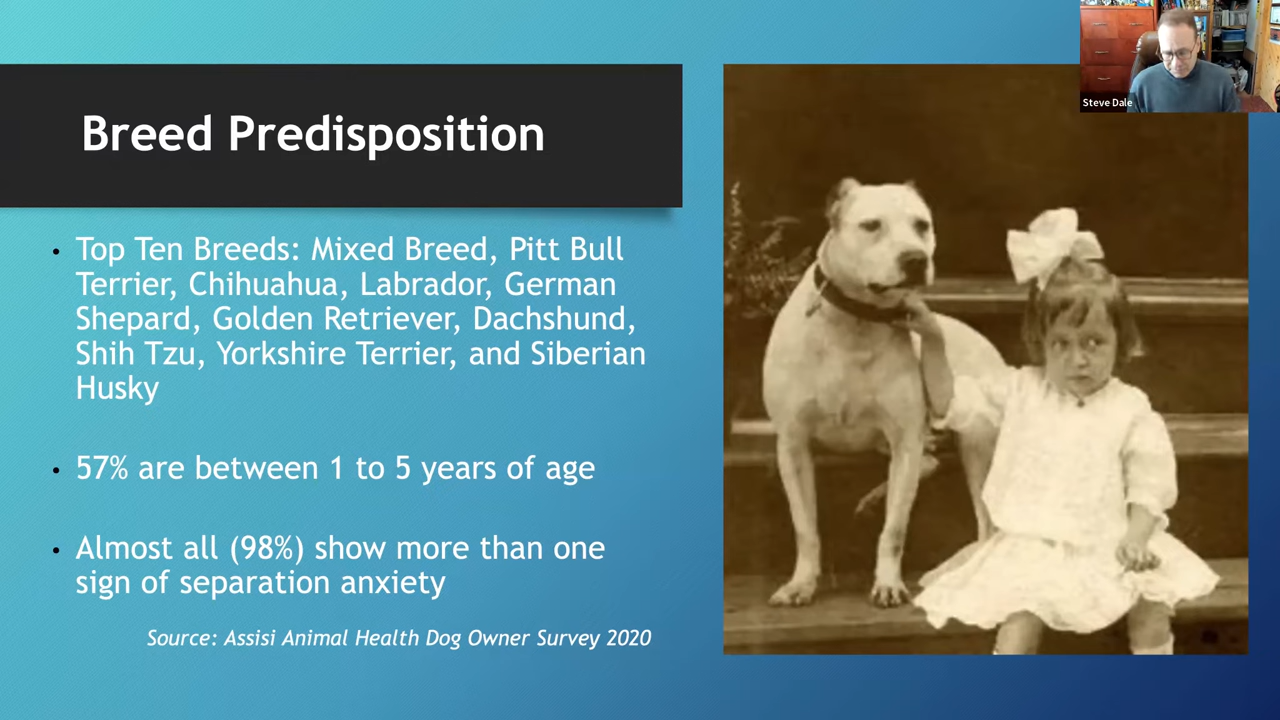 Steve Dale
Breed Predisposition
• Top Ten Breeds: Mixed Breed, Pitt Bull
Terrier, Chihuahua, Labrador, German
Shepard, Golden Retriever, Dachshund,
Shih Tzu, Yorkshire Terrier, and Siberian
Husky
• 57% are between 1 to 5 years of age
• Almost all (98%) show more than one
sign of separation anxiety
Source: Assisi Animal Health Dog Owner Survey 2020